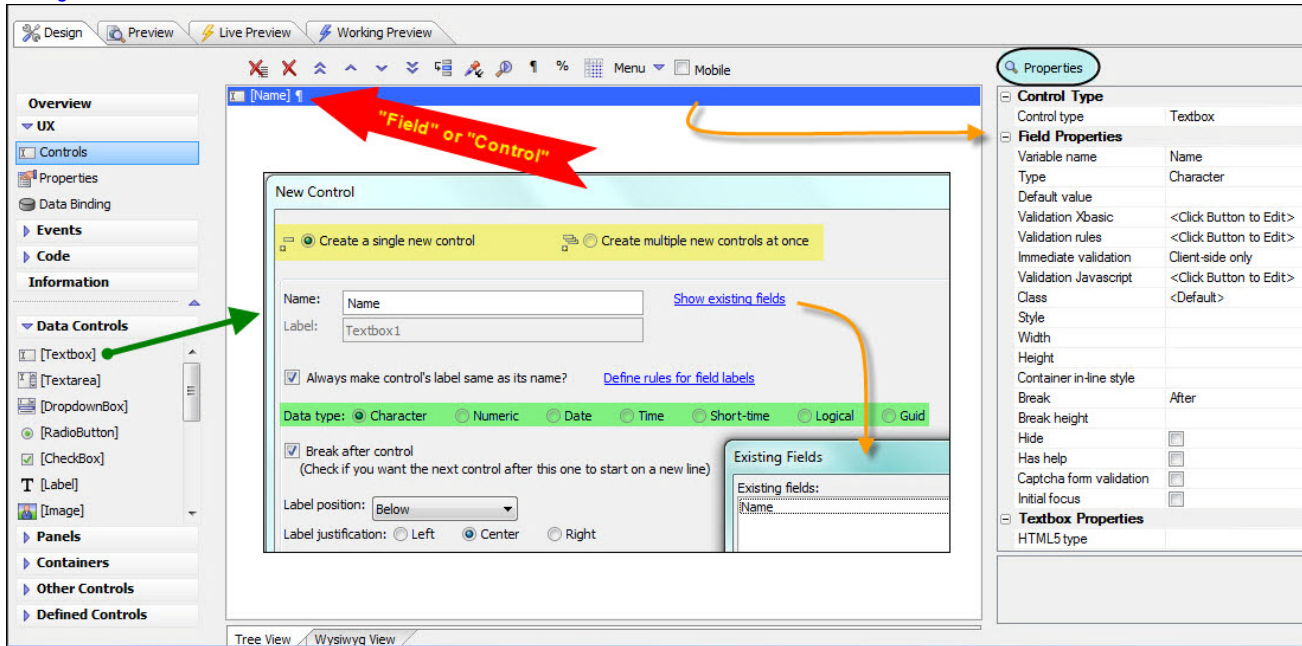 Design Preview Live Preview Working Preview
¶ % Menu Mobile
Overview
UX
Controls
Properties
Data Binding
Events
Code
Information
Data Controls
[Textbox]
[Textarea]
[DropdownBox]
[RadioButton]
[CheckBox]
T [Label]
[Image]
Panels
Containers
Other Controls
Defined Controls
[Name] ¶
"Field" or "Control"
New Control
Create a single new control Create multiple new controls at once
Name: Name Show existing fields
Label: Textbox1
Always make control's label same as its name? Define rules for field labels
Data type: Character Numeric Date Time Short-time Logical Guid
Break after control
(Check if you want the next control after this one to start on a new line)
Label position: Below
Label justification: Left Center Right
Existing Fields
Existing fields:
Name
Tree View Wysiwyg View
Properties
Control Type
Control type Textbox
Field Properties
Variable name Name
Type Character
Default value
Validation Xbasic <Click Button to Edit>
Validation rules <Click Button to Edit>
Immediate validation Client-side only
Validation Javascript <Click Button to Edit>
Class <Default>
Style
Width
Height
Container in-line style
Break After
Break height
Hide
Has help
Captcha form validation
Initial focus
Textbox Properties
HTML5 type